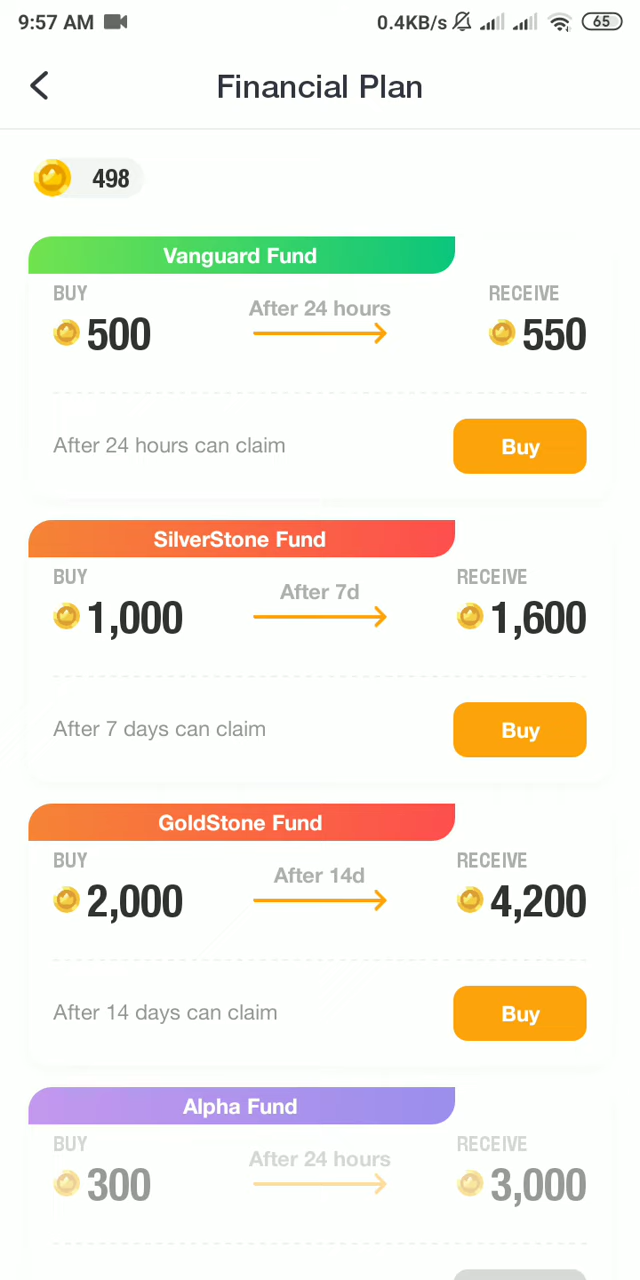 9:57 AM 0.4KB/s 65
Financial Plan
498
Vanguard Fund
BUY After 24 hours RECEIVE
500 550
After 24 hours can claim Buy
SilverStone Fund
BUY After 7d RECEIVE
1,000 1,600
After 7 days can claim Buy
GoldStone Fund
BUY After 14d RECEIVE
2,000 4,200
After 14 days can claim Buy
Alpha Fund
BUY After 24 hours RECEIVE
300 3,000